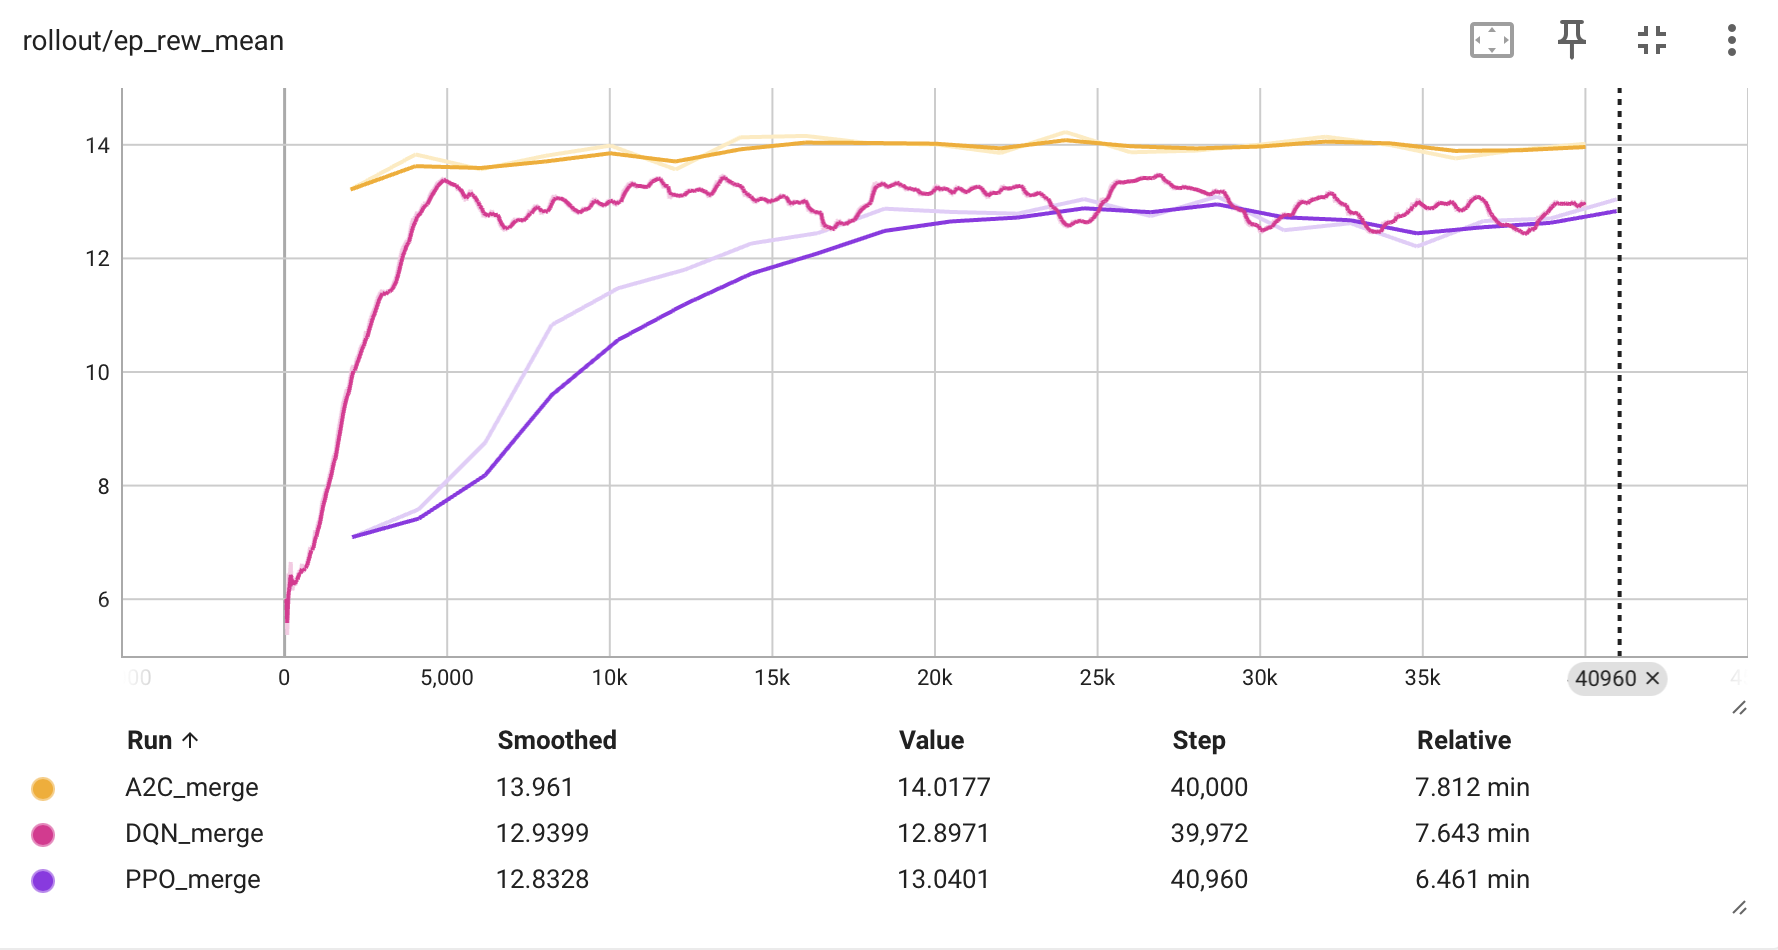 rollout/ep_rew_mean
14
12
10
8
6
00 0 5,000 10k 15k 20k 25k 30k 35k 40960 ✕ 4
Run ↑ Smoothed Value Step Relative
A2C_merge 13.961 14.0177 40,000 7.812 min
DQN_merge 12.9399 12.8971 39,972 7.643 min
PPO_merge 12.8328 13.0401 40,960 6.461 min